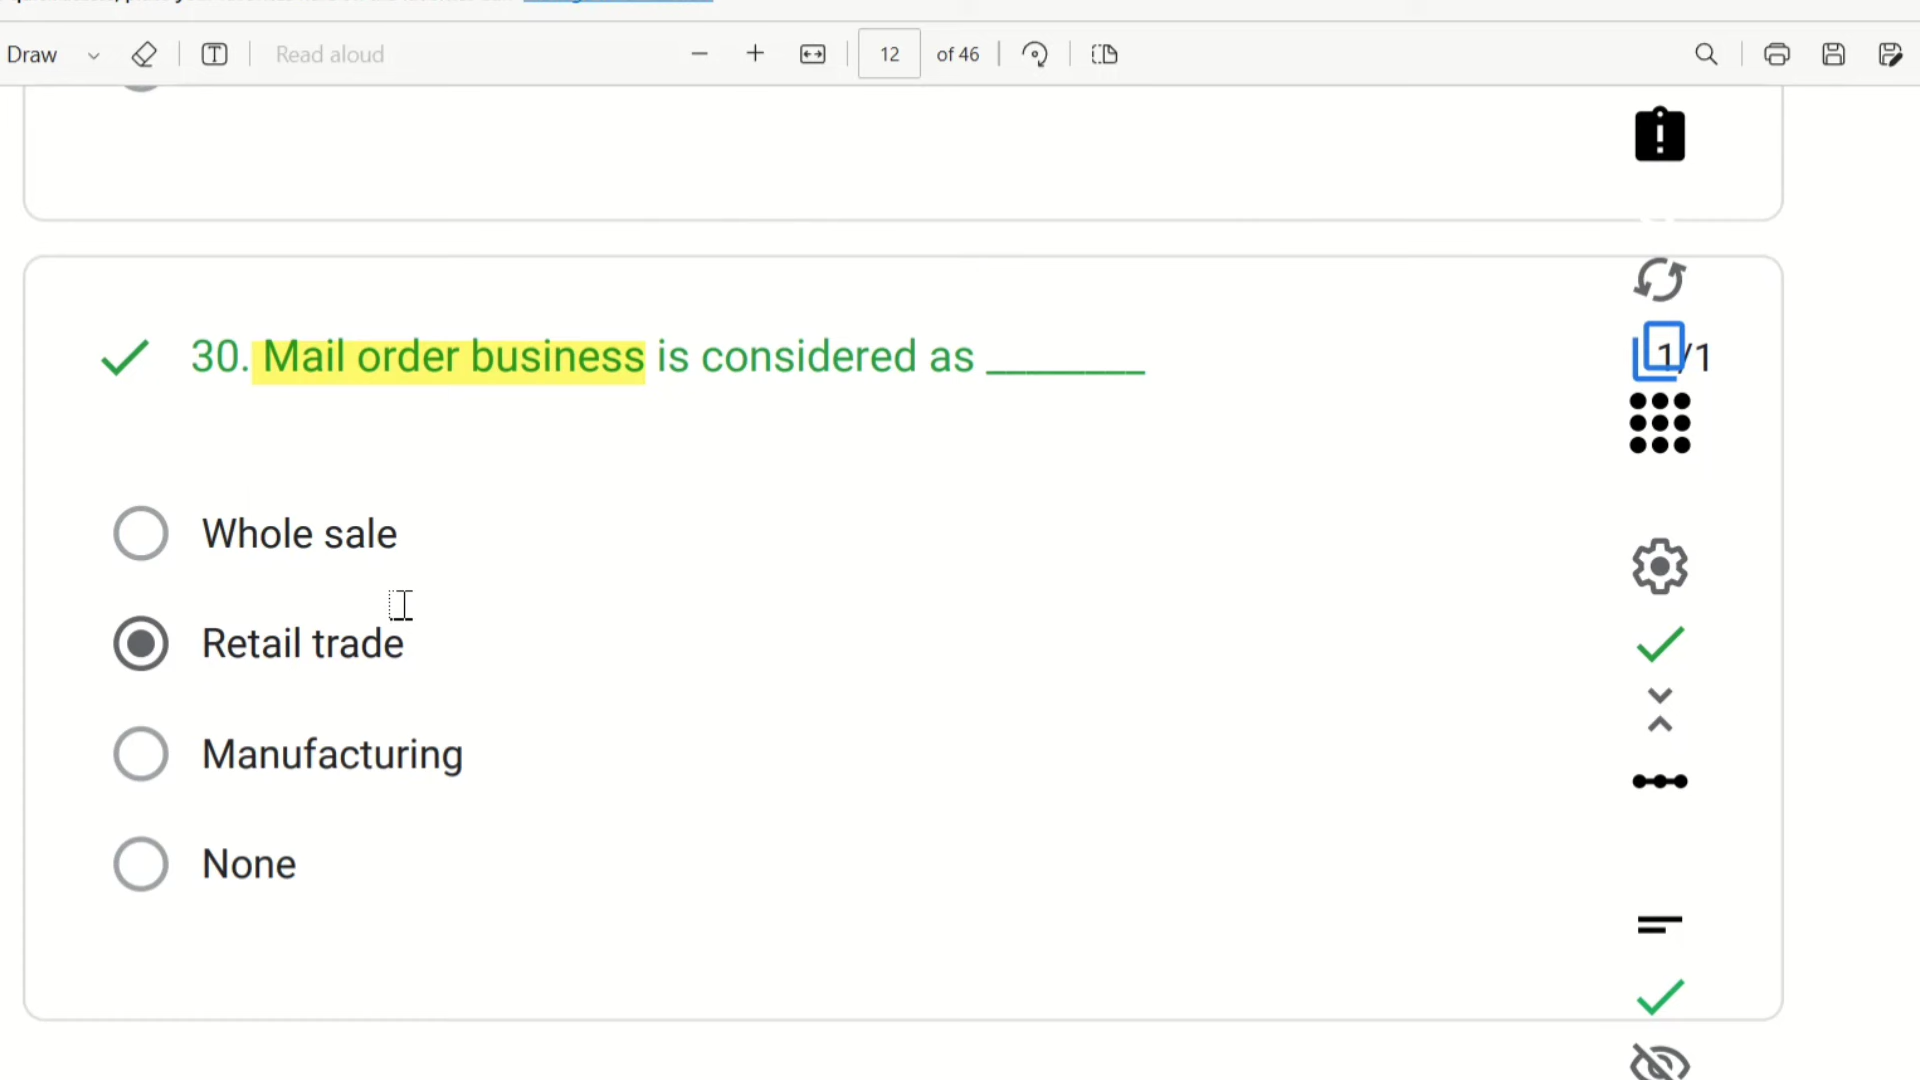 Draw
Read aloud
12 of 46
30. Mail order business is considered as ________
1/1
Whole sale
Retail trade
Manufacturing
None